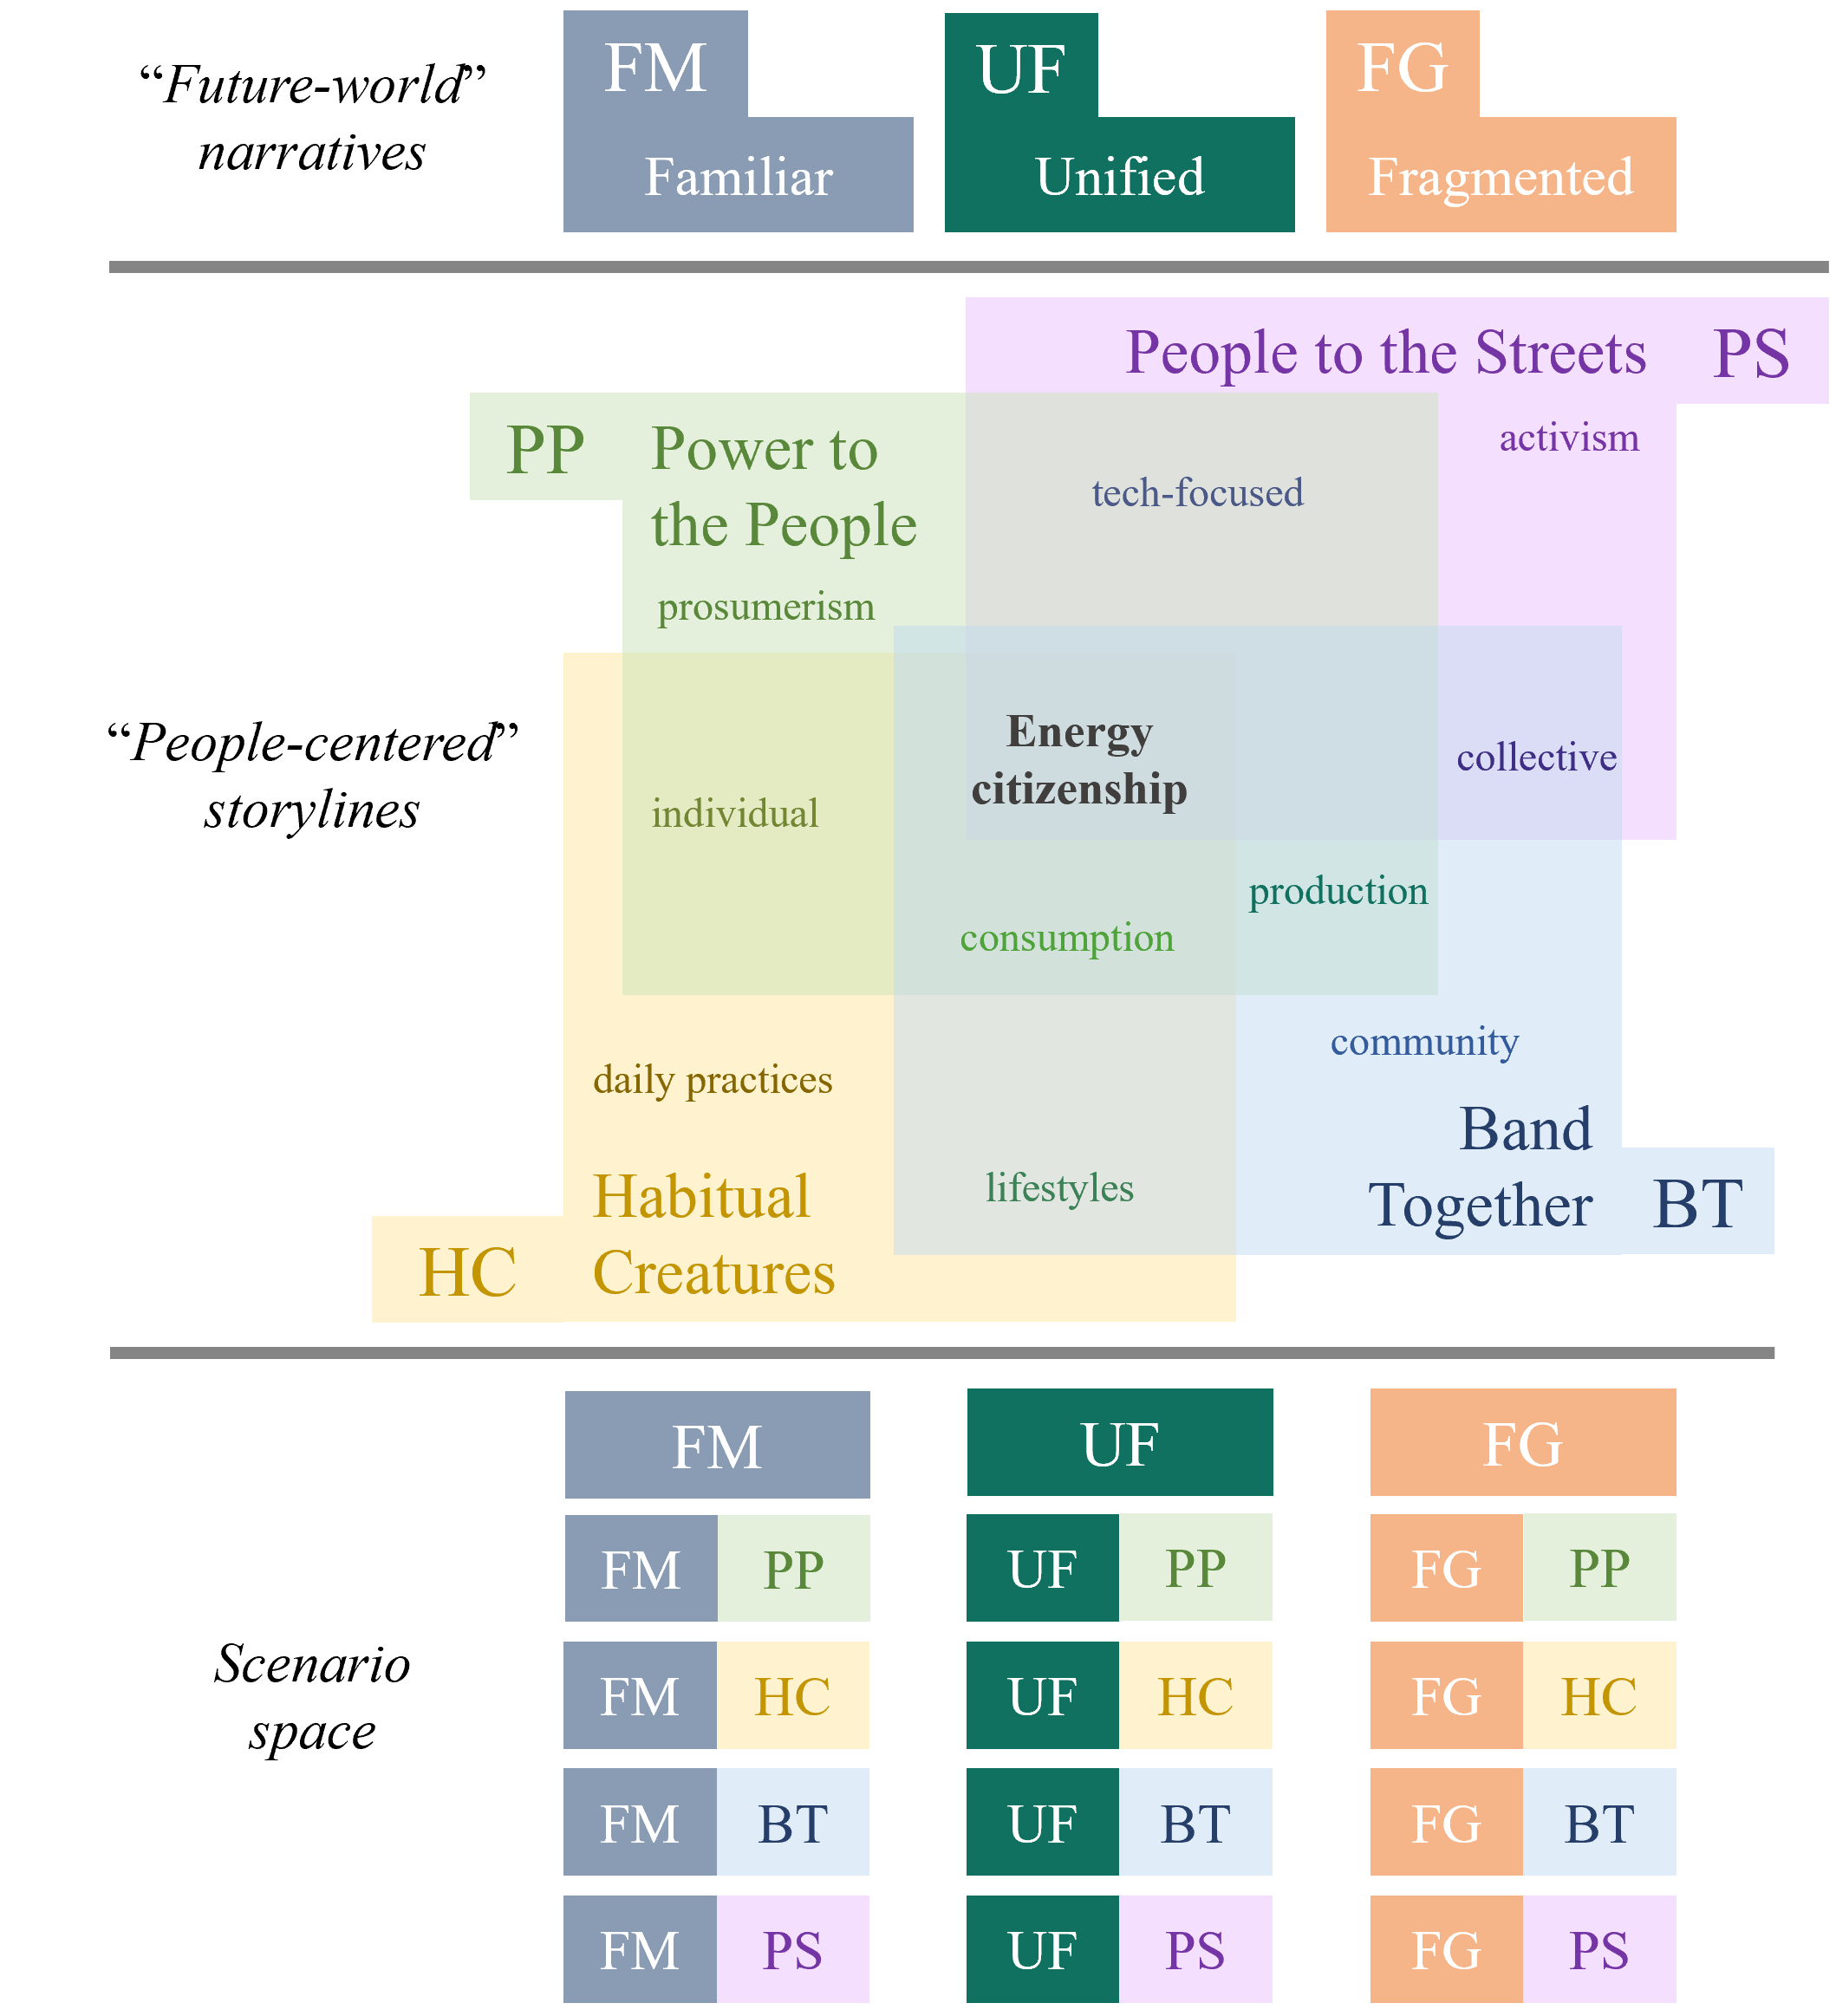 “Future-world”
narratives
FM
Familiar
UF
Unified
FG
Fragmented
People to the Streets PS
activism
PP Power to
the People
tech-focused
prosumerism
“People-centered”
storylines
Energy
citizenship
collective
individual
production
consumption
community
daily practices
Band
Together BT
lifestyles
Habitual
HC Creatures
Scenario
space
FM UF FG
FM PP UF PP FG PP
FM HC UF HC FG HC
FM BT UF BT FG BT
FM PS UF PS FG PS